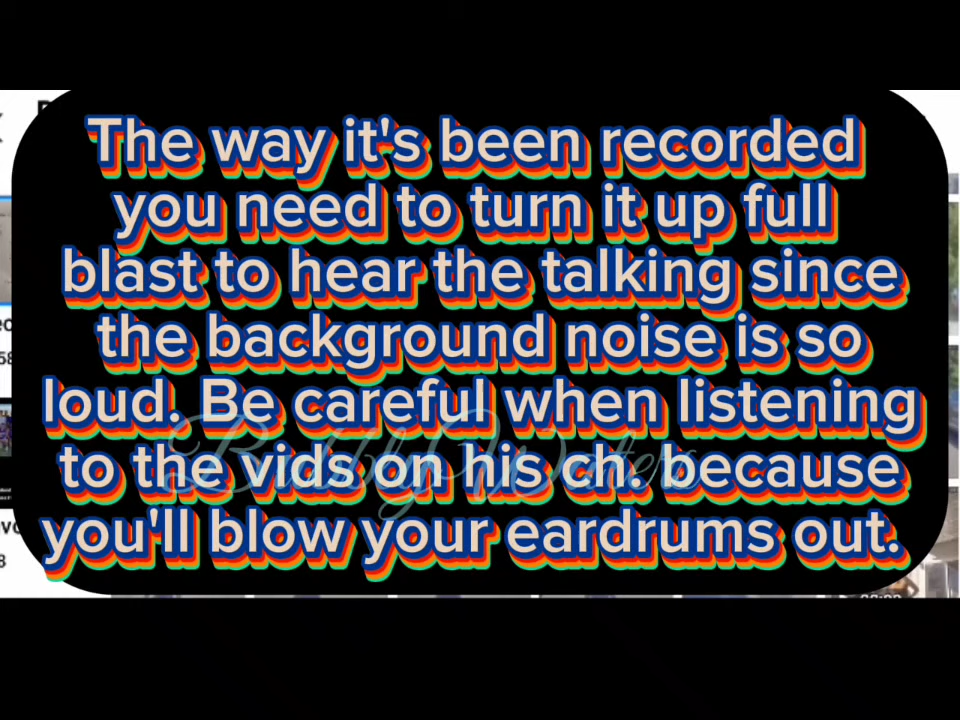 The way it's been recorded
you need to turn it up full
blast to hear the talking since
the background noise is so
loud. Be careful when listening
to the vids on his ch. because
you'll blow your eardrums out.